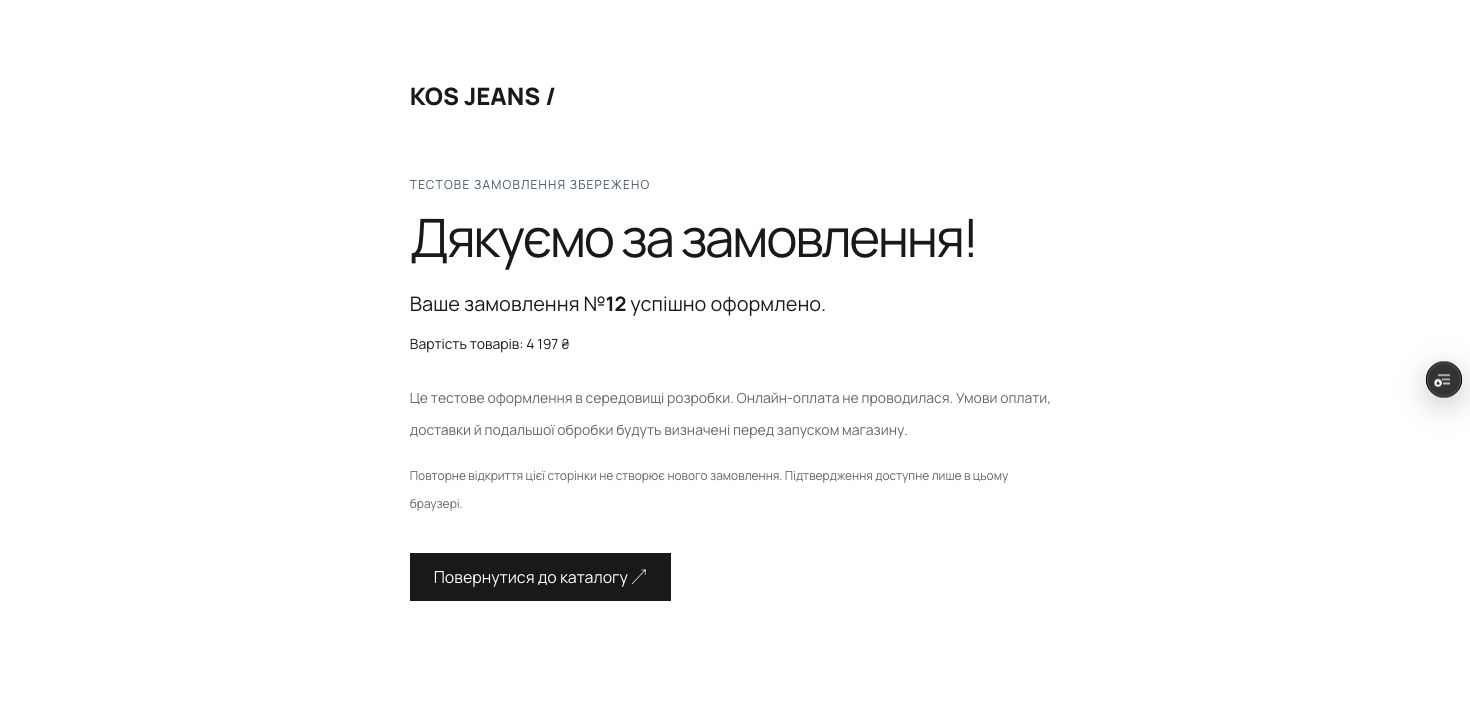 KOS JEANS /
ТЕСТОВЕ ЗАМОВЛЕННЯ ЗБЕРЕЖЕНО
Дякуємо за замовлення!
Ваше замовлення №12 успішно оформлено.
Вартість товарів: 4 197 ₴
Це тестове оформлення в середовищі розробки. Онлайн-оплата не проводилася. Умови оплати,
доставки й подальшої обробки будуть визначені перед запуском магазину.
Повторне відкриття цієї сторінки не створює нового замовлення. Підтвердження доступне лише в цьому
браузері.
Повернутися до каталогу ↗